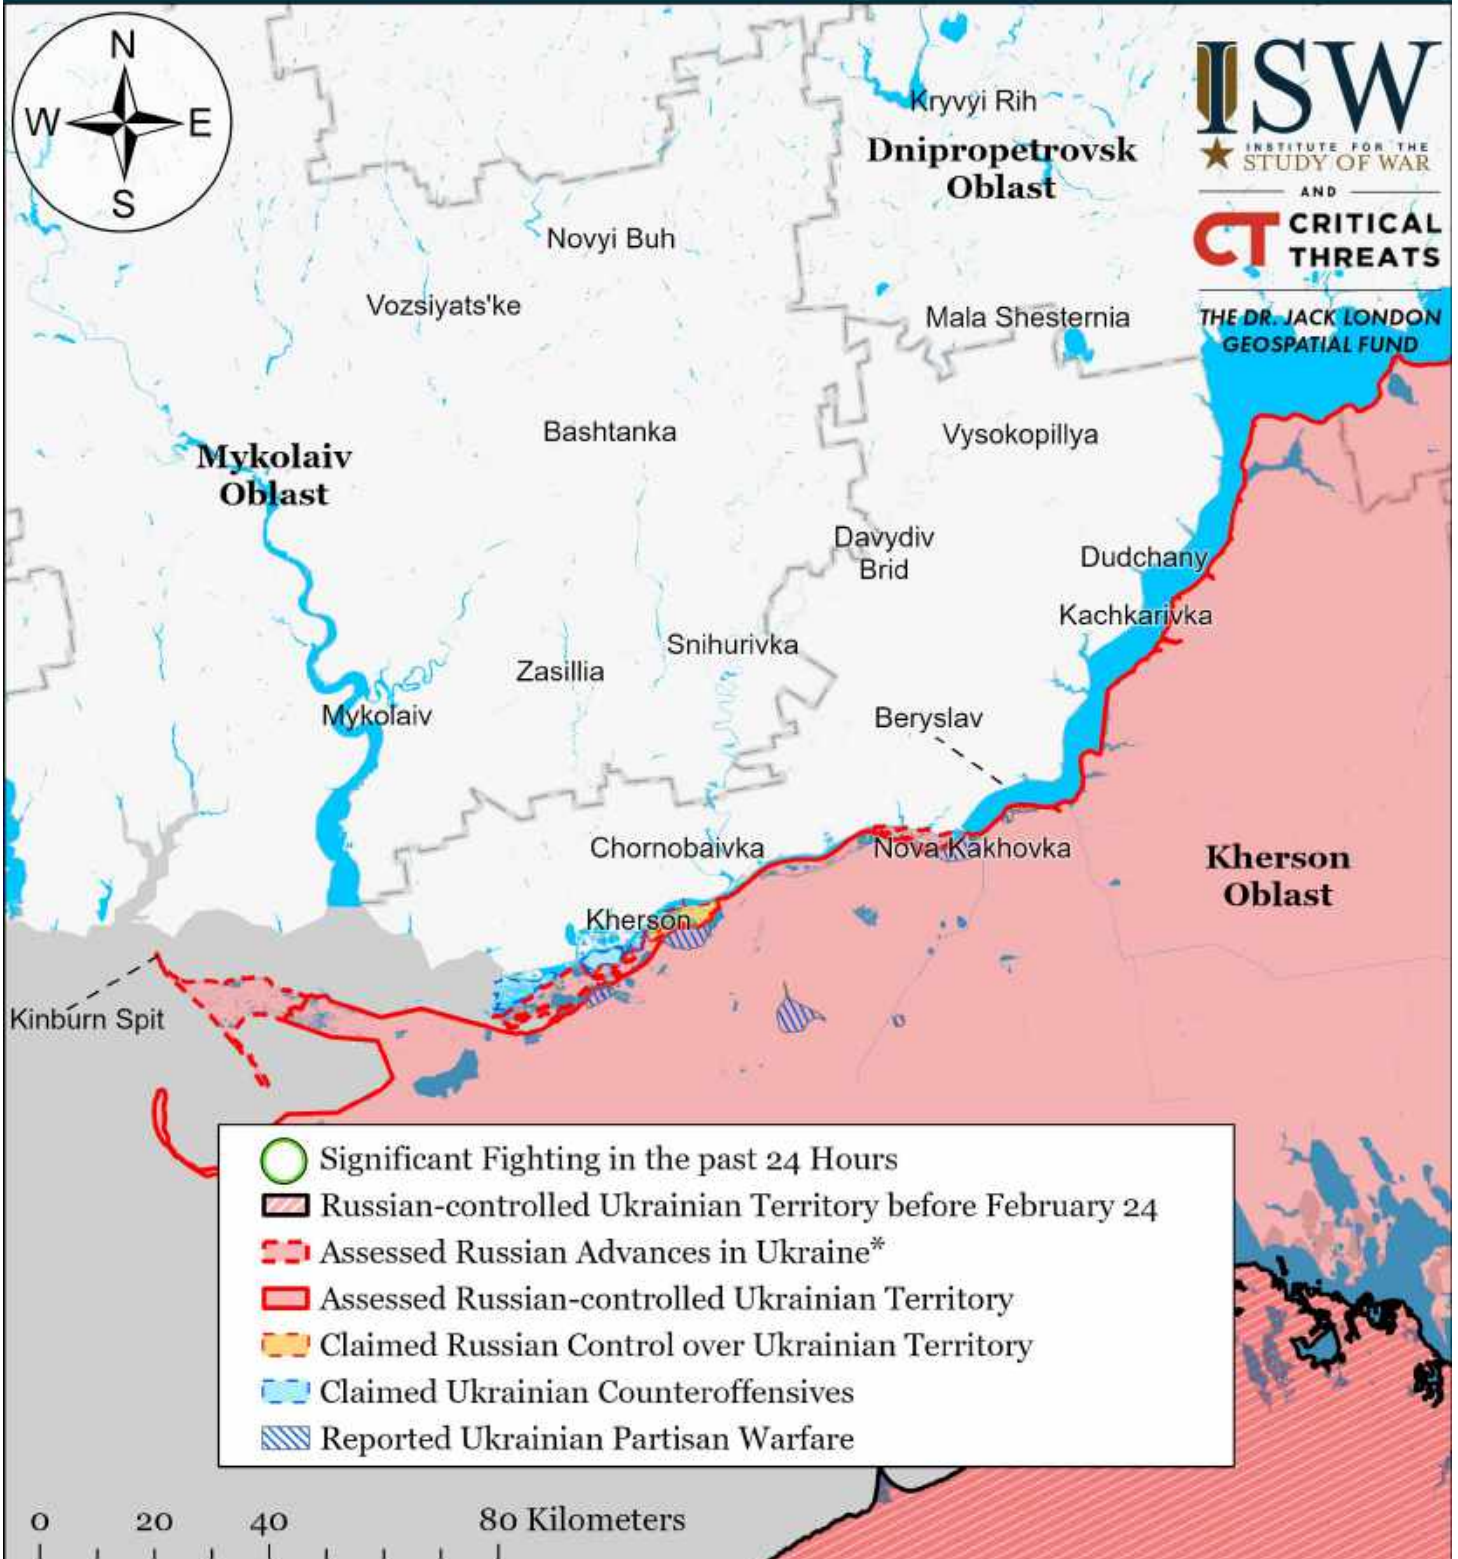 N
W E
S
Kryvyi Rih
Dnipropetrovsk
Oblast
ISW
INSTITUTE FOR THE
STUDY OF WAR
AND
CT CRITICAL
THREATS
THE DR. JACK LONDON
GEOSPATIAL FUND
Novyi Buh
Vozsiyats'ke
Mala Shesternia
Bashtanka
Vysokopillya
Mykolaiv
Oblast
Davydiv
Brid
Dudchany
Kachkarivka
Snihurivka
Zasillia
Mykolaiv
Beryslav
Chornobaivka
Nova Kakhovka
Kherson
Oblast
Kherson
Kinburn Spit
Significant Fighting in the past 24 Hours
Russian-controlled Ukrainian Territory before February 24
Assessed Russian Advances in Ukraine*
Assessed Russian-controlled Ukrainian Territory
Claimed Russian Control over Ukrainian Territory
Claimed Ukrainian Counteroffensives
Reported Ukrainian Partisan Warfare
0 20 40 80 Kilometers